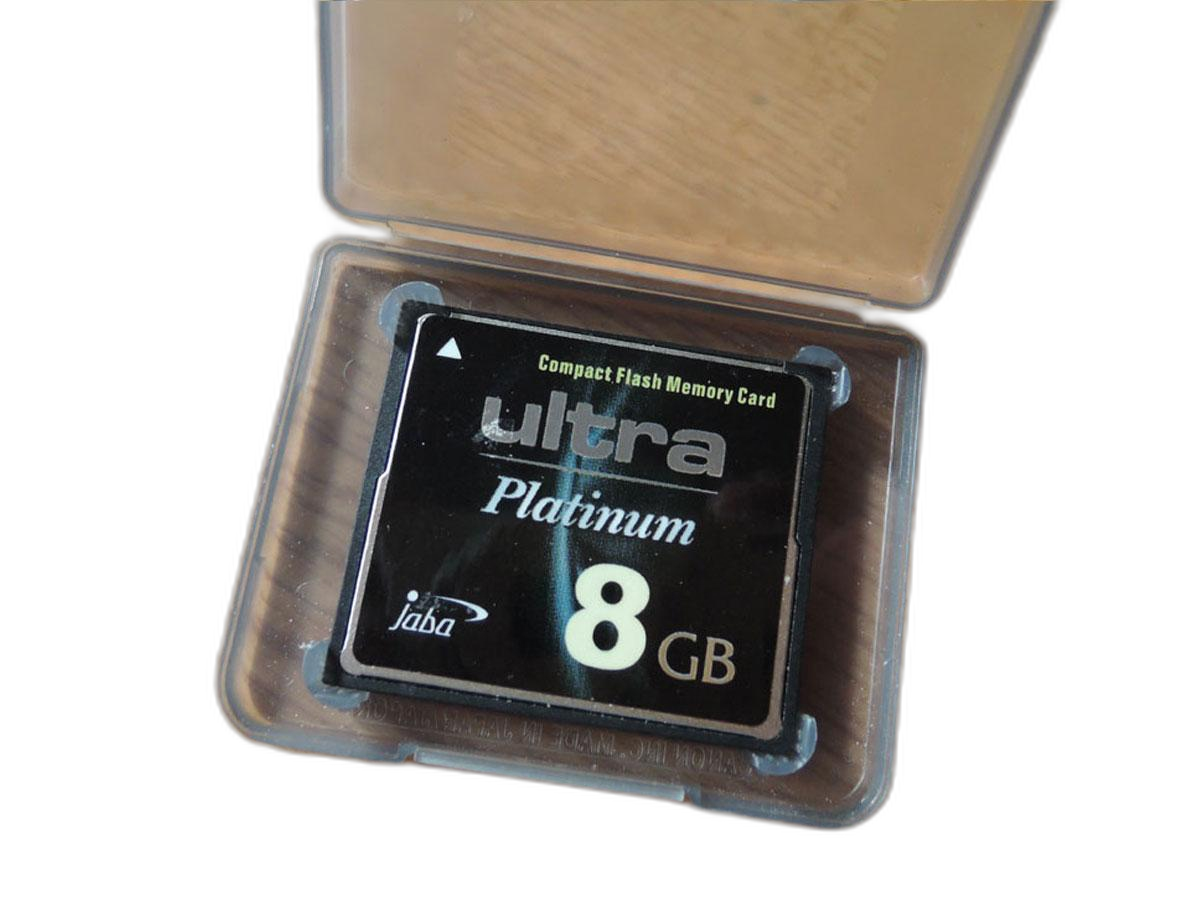 Compact Flash Memory Card
ultra
Platinum
jaba
8 GB